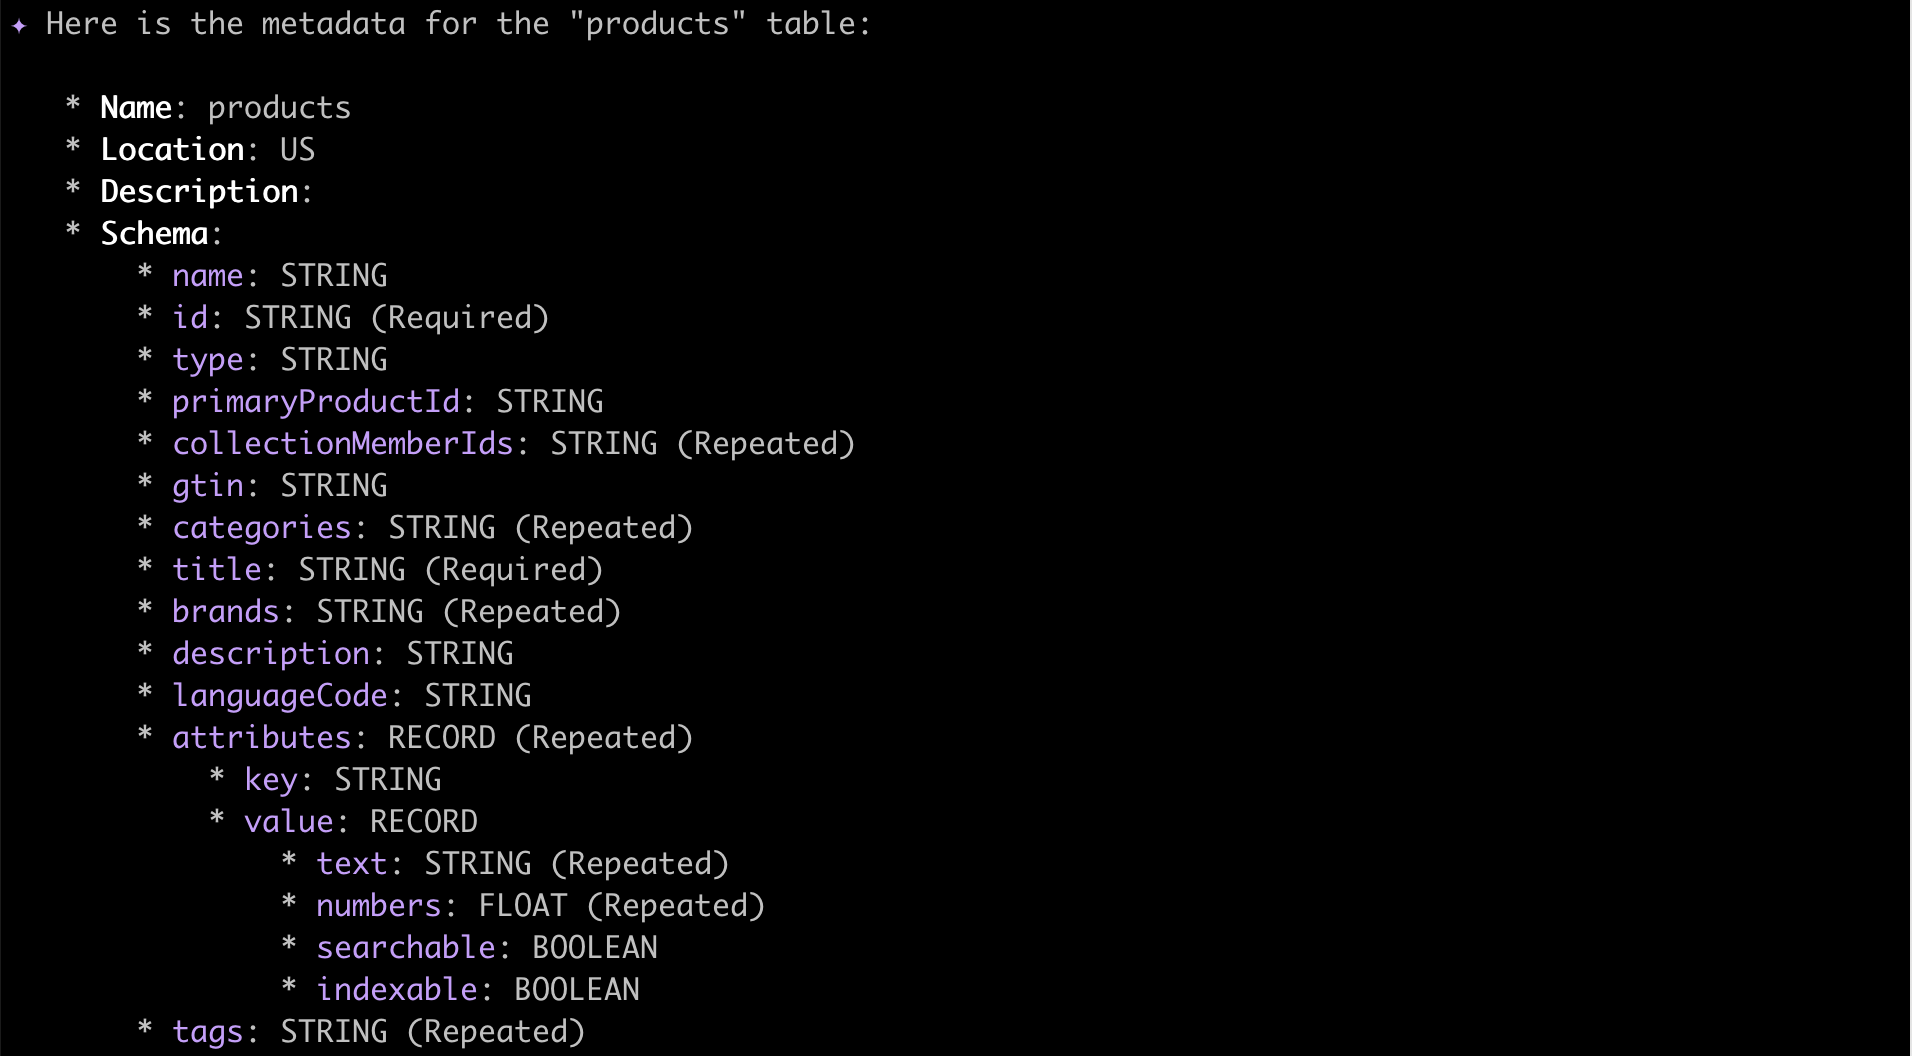 ✦ Here is the metadata for the "products" table:
* Name: products
* Location: US
* Description:
* Schema:
* name: STRING
* id: STRING (Required)
* type: STRING
* primaryProductId: STRING
* collectionMemberIds: STRING (Repeated)
* gtin: STRING
* categories: STRING (Repeated)
* title: STRING (Required)
* brands: STRING (Repeated)
* description: STRING
* languageCode: STRING
* attributes: RECORD (Repeated)
* key: STRING
* value: RECORD
* text: STRING (Repeated)
* numbers: FLOAT (Repeated)
* searchable: BOOLEAN
* indexable: BOOLEAN
* tags: STRING (Repeated)